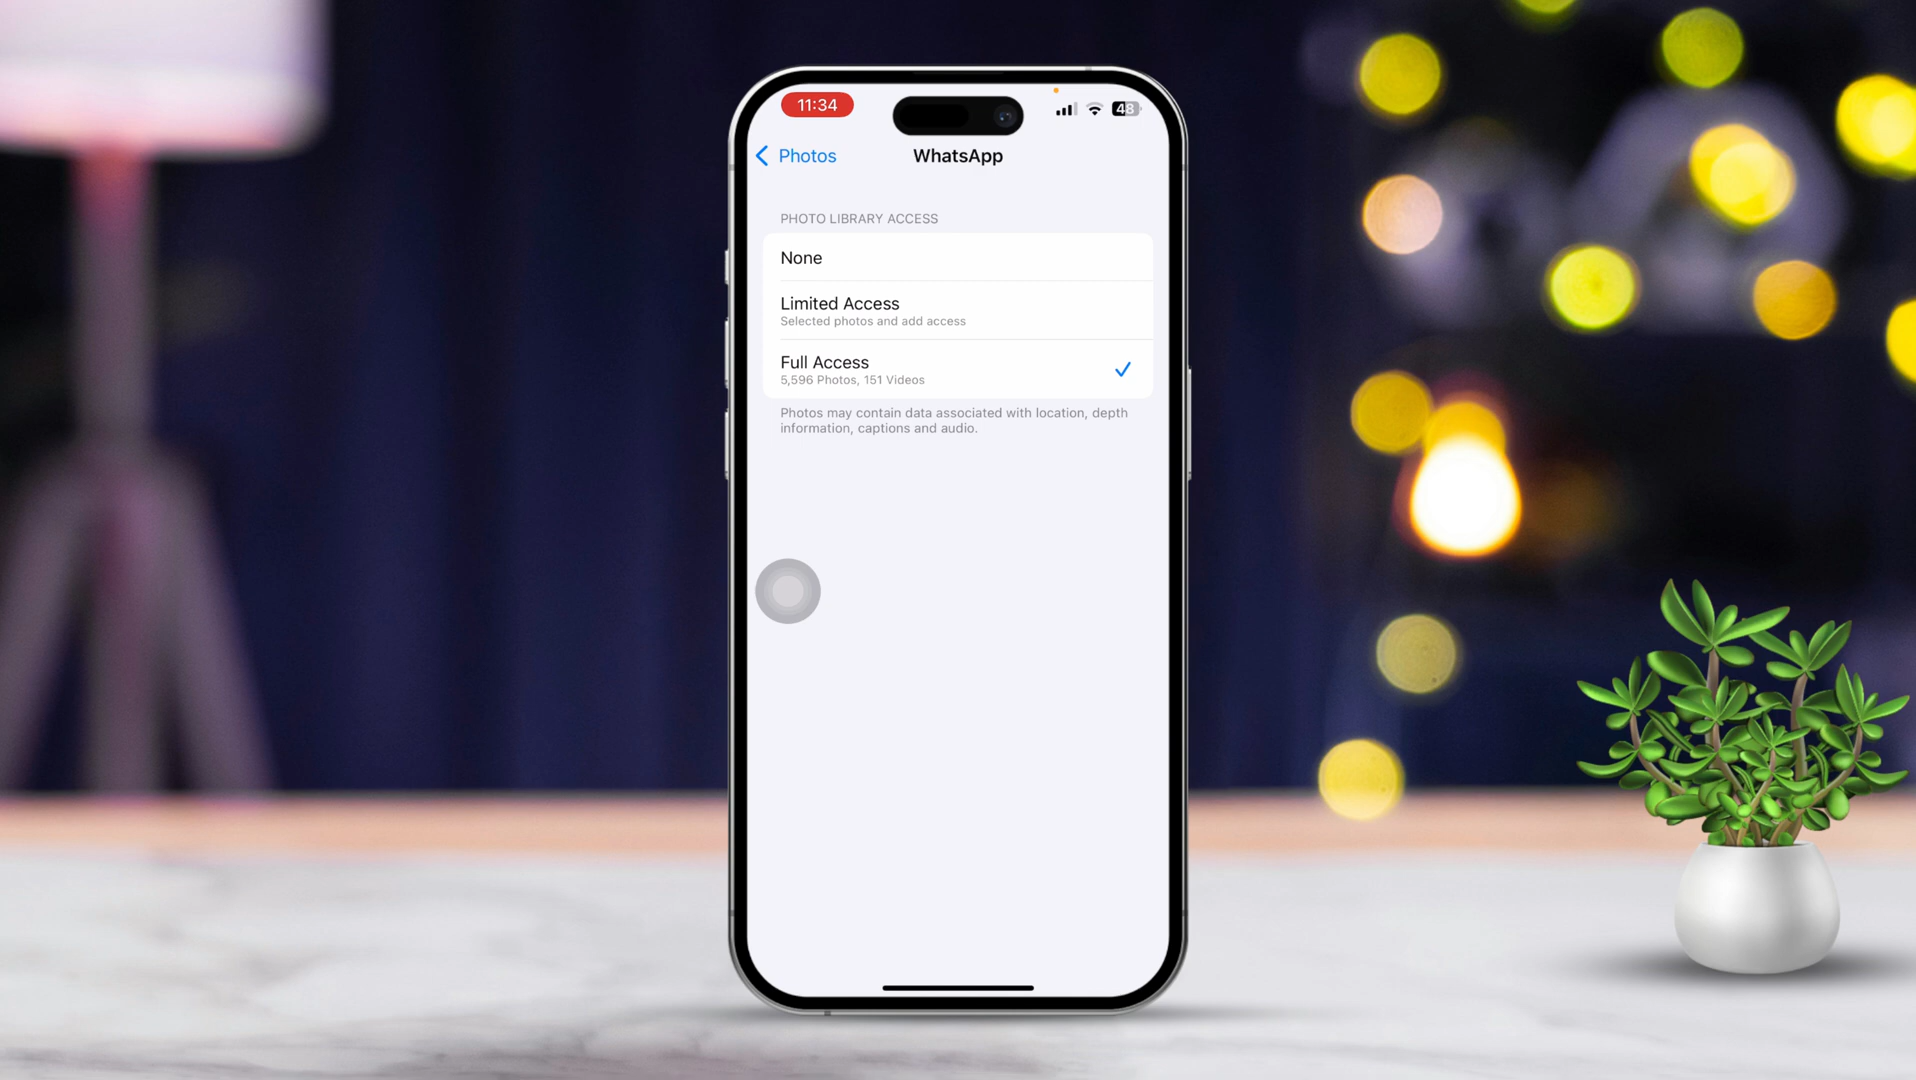 11:34
48
Photos
WhatsApp
PHOTO LIBRARY ACCESS
None
Limited Access
Selected photos and add access
Full Access
5,596 Photos, 151 Videos
Photos may contain data associated with location, depth
information, captions and audio.